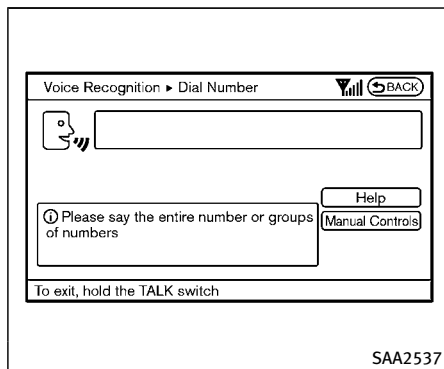 Voice Recognition ▸ Dial Number
BACK
Help
ⓘ Please say the entire number or groups
of numbers
Manual Controls
To exit, hold the TALK switch
SAA2537